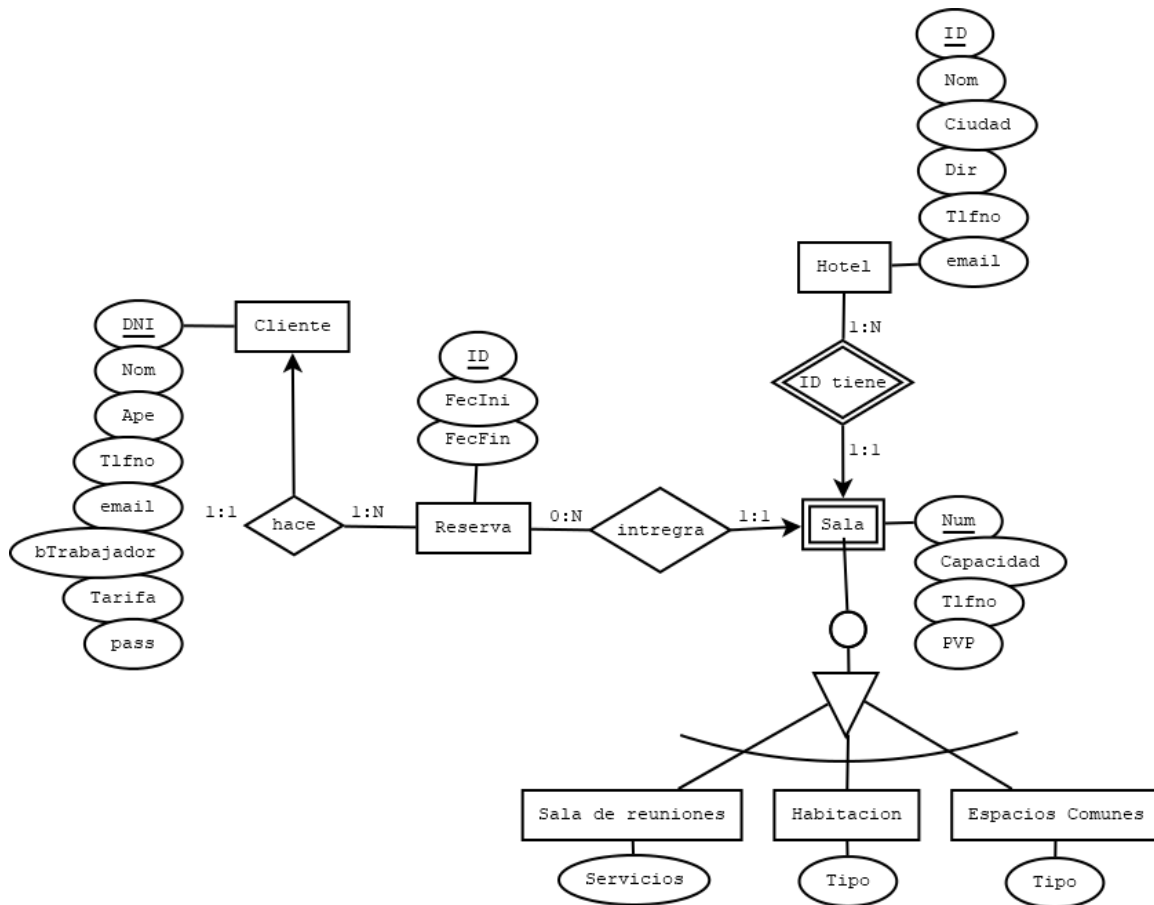 ID
Nom
Ciudad
Dir
Tlfno
email
Hotel
1:N
ID tiene
1:1
DNI
Cliente
Nom
Ape
Tlfno
email
bTrabajador
Tarifa
pass
ID
FecIni
FecFin
1:1
hace
1:N
Reserva
0:N
intregra
1:1
Sala
Num
Capacidad
Tlfno
PVP
Sala de reuniones
Habitacion
Espacios Comunes
Servicios
Tipo
Tipo